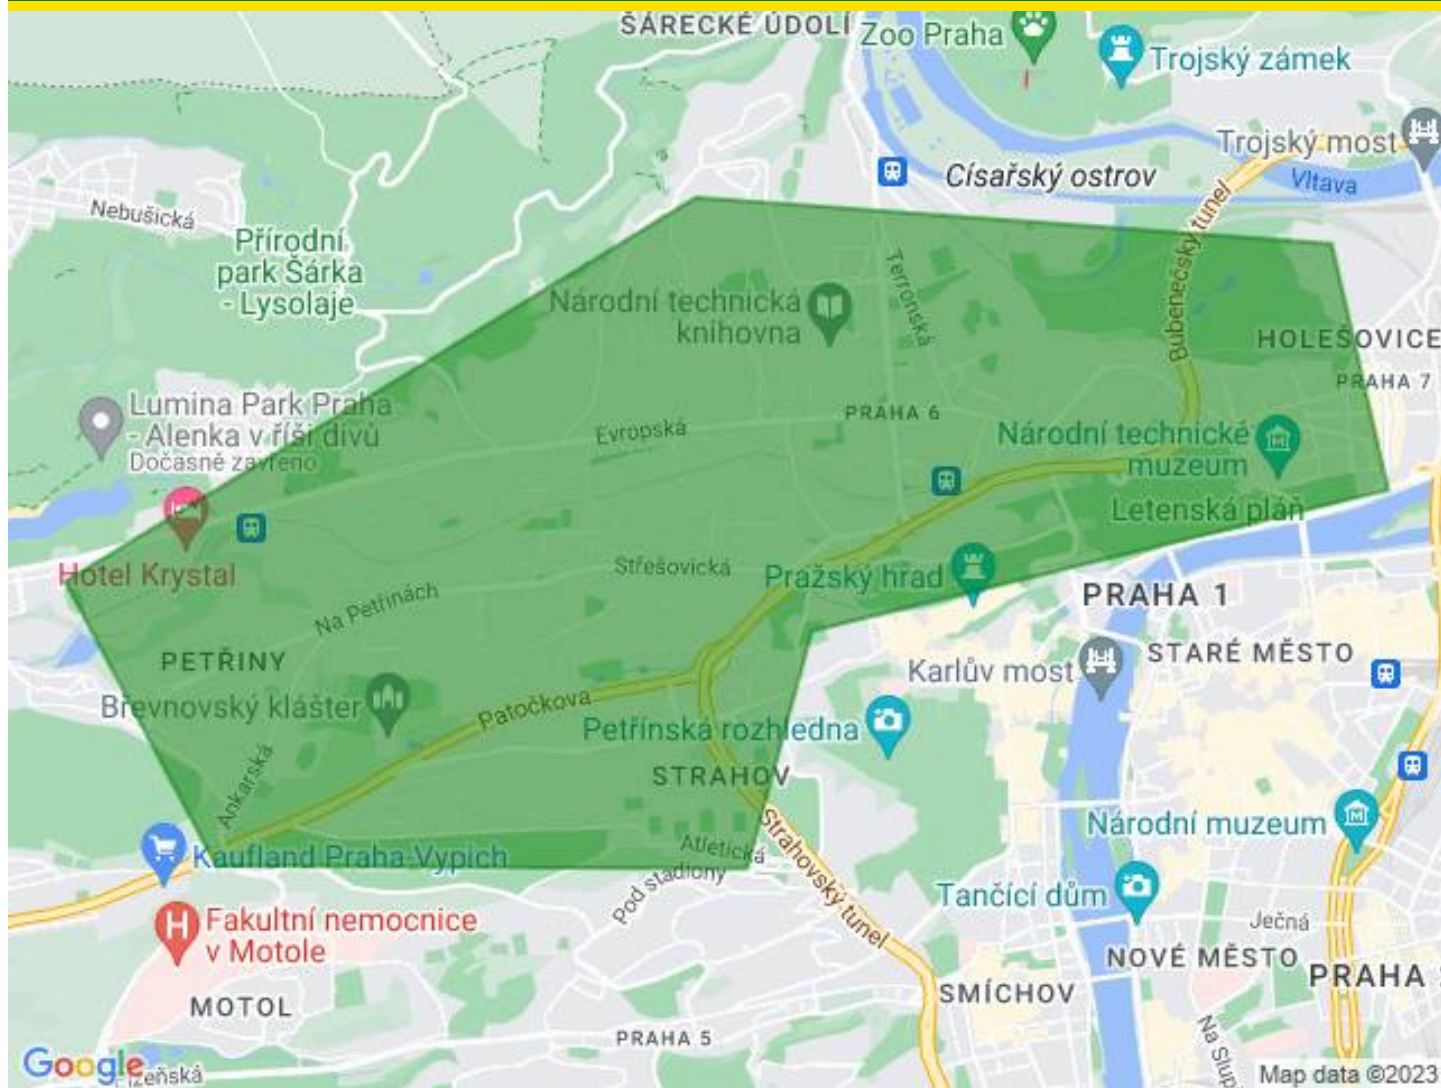 ŠÁRECKÉ ÚDOLÍ
Zoo Praha
Trojský zámek
Trojský most
Císařský ostrov
Vltava
Nebušická
Přírodní
park Šárka
- Lysolaje
Bubenečský tunel
Terronská
Národní technická
knihovna
HOLEŠOVICE
PRAHA 7
Lumina Park Praha
- Alenka v říši divů
Dočasně zavřeno
PRAHA 6
Evropská
Národní technické
muzeum
Letenská pláň
Hotel Krystal
Střešovická
Pražský hrad
PRAHA 1
Na Petřinách
PETŘINY
STARÉ MĚSTO
Karlův most
Břevnovský klášter
Patočkova
Petřínská rozhledna
STRAHOV
Ankarská
Národní muzeum
Kaufland Praha-Vypich
Atletická
Strahovský tunel
Pod stadiony
Tančící dům
Fakultní nemocnice
v Motole
Ječná
NOVÉ MĚSTO
PRAHA
MOTOL
SMÍCHOV
PRAHA 5
Na Slup
Google
Plzeňská
Map data ©2023